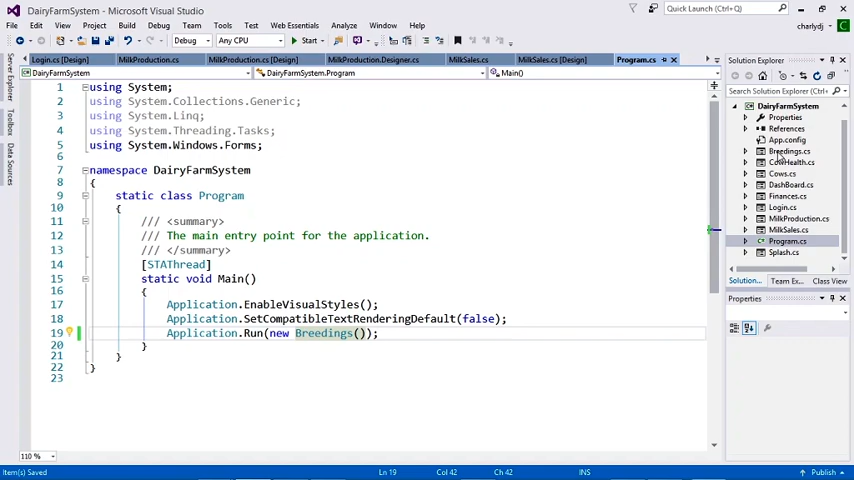 DairyFarmSystem - Microsoft Visual Studio
Quick Launch (Ctrl+Q)
FILE EDIT VIEW PROJECT BUILD DEBUG TEAM TOOLS TEST WEB ESSENTIALS ANALYZE WINDOW HELP
charlydj
Debug Any CPU Start
Login.cs [Design] MilkProduction.cs MilkProduction.Designer.cs MilkSales.cs MilkSales.cs [Design] Program.cs
DairyFarmSystem DairyFarmSystem.Program Main()
Server Explorer
Toolbox
Data Sources
1 using System;
2 using System.Collections.Generic;
3 using System.Linq;
4 using System.Threading.Tasks;
5 using System.Windows.Forms;
6
7 namespace DairyFarmSystem
8 {
9 static class Program
10 {
11 /// <summary>
12 /// The main entry point for the application.
13 /// </summary>
14 [STAThread]
15 static void Main()
16 {
17 Application.EnableVisualStyles();
18 Application.SetCompatibleTextRenderingDefault(false);
19 Application.Run(new Breedings());
20 }
21 }
22 }
23
110 %
Solution Explorer
Search Solution Explorer (Ctrl+
DairyFarmSystem
Properties
References
App.config
Breedings.cs
CowHealth.cs
Cows.cs
DashBoard.cs
Finances.cs
Login.cs
MilkProduction.cs
MilkSales.cs
Program.cs
Splash.cs
Solution... Team Ex... Class View
Properties
Item(s) Saved Ln 19 Col 42 Ch 42 INS Publish